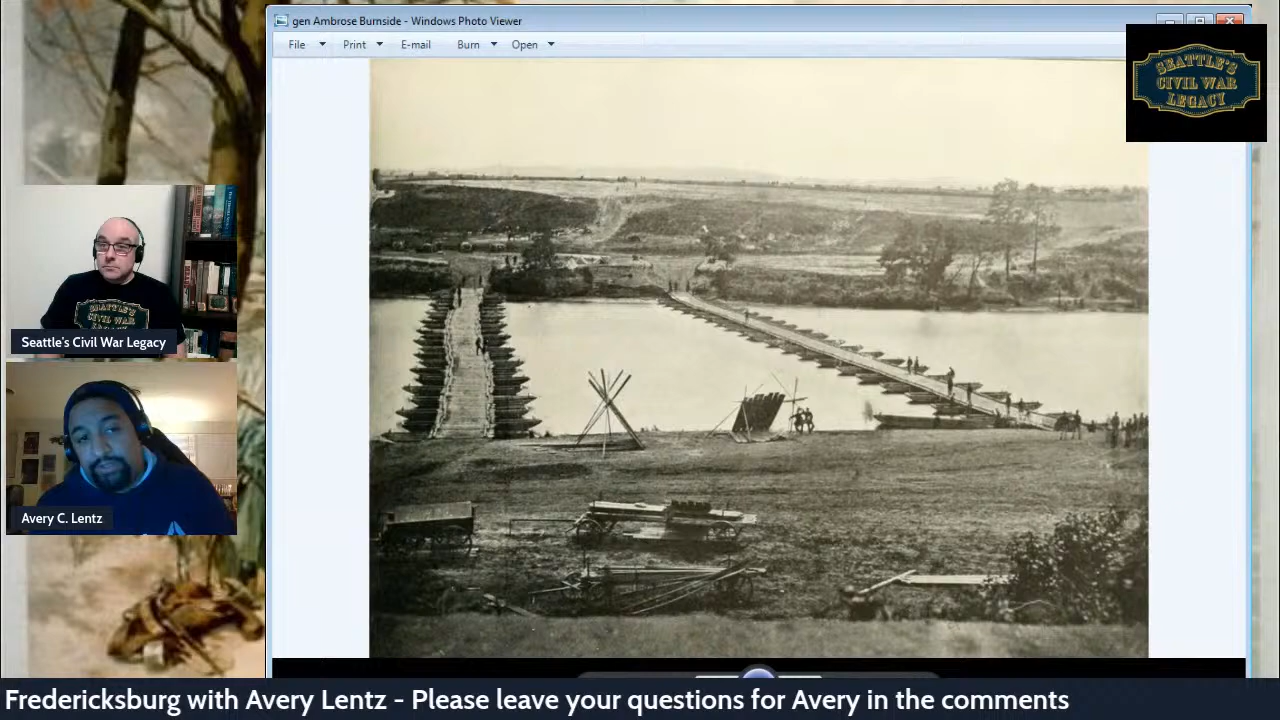 gen Ambrose Burnside - Windows Photo Viewer
File Print E-mail Burn Open
SEATTLE'S
CIVIL WAR
LEGACY
SEATTLE'S
Seattle's Civil War Legacy
Avery C. Lentz
Fredericksburg with Avery Lentz - Please leave your questions for Avery in the comments